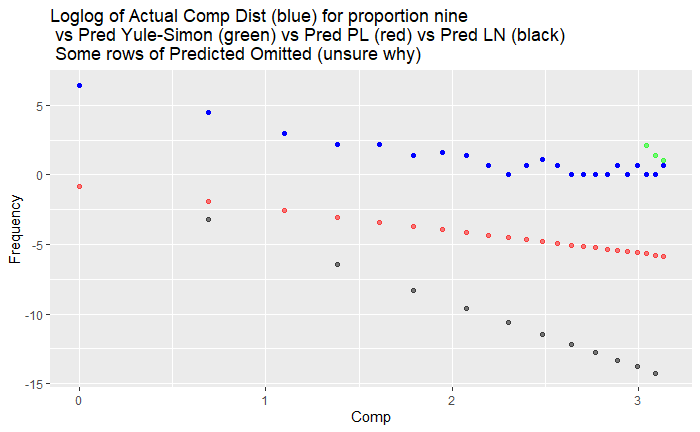 Loglog of Actual Comp Dist (blue) for proportion nine
vs Pred Yule-Simon (green) vs Pred PL (red) vs Pred LN (black)
Some rows of Predicted Omitted (unsure why)
Frequency
5
0
-5
-10
-15
0 1 2 3
Comp